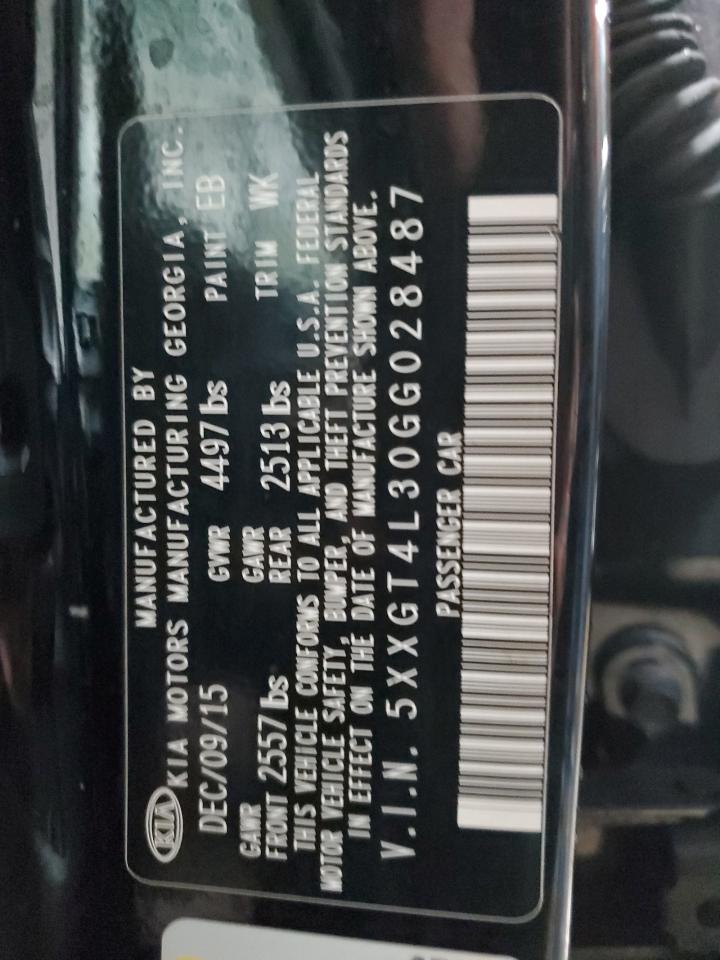 MANUFACTURED BY
KIA KIA MOTORS MANUFACTURING GEORGIA, INC.
DEC/09/15 GVWR 4497 lbs PAINT EB
GAWR FRONT 2557 lbs GAWR REAR 2513 lbs TRIM WK
THIS VEHICLE CONFORMS TO ALL APPLICABLE U.S.A. FEDERAL
MOTOR VEHICLE SAFETY, BUMPER, AND THEFT PREVENTION STANDARDS
IN EFFECT ON THE DATE OF MANUFACTURE SHOWN ABOVE.
V.I.N. 5XXGT4L30GG028487
PASSENGER CAR